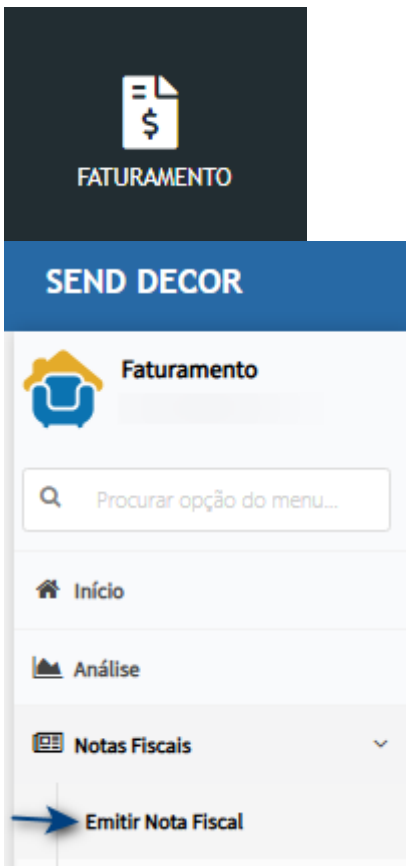 FATURAMENTO
SEND DECOR
Faturamento
Procurar opção do menu...
Início
Análise
Notas Fiscais
Emitir Nota Fiscal